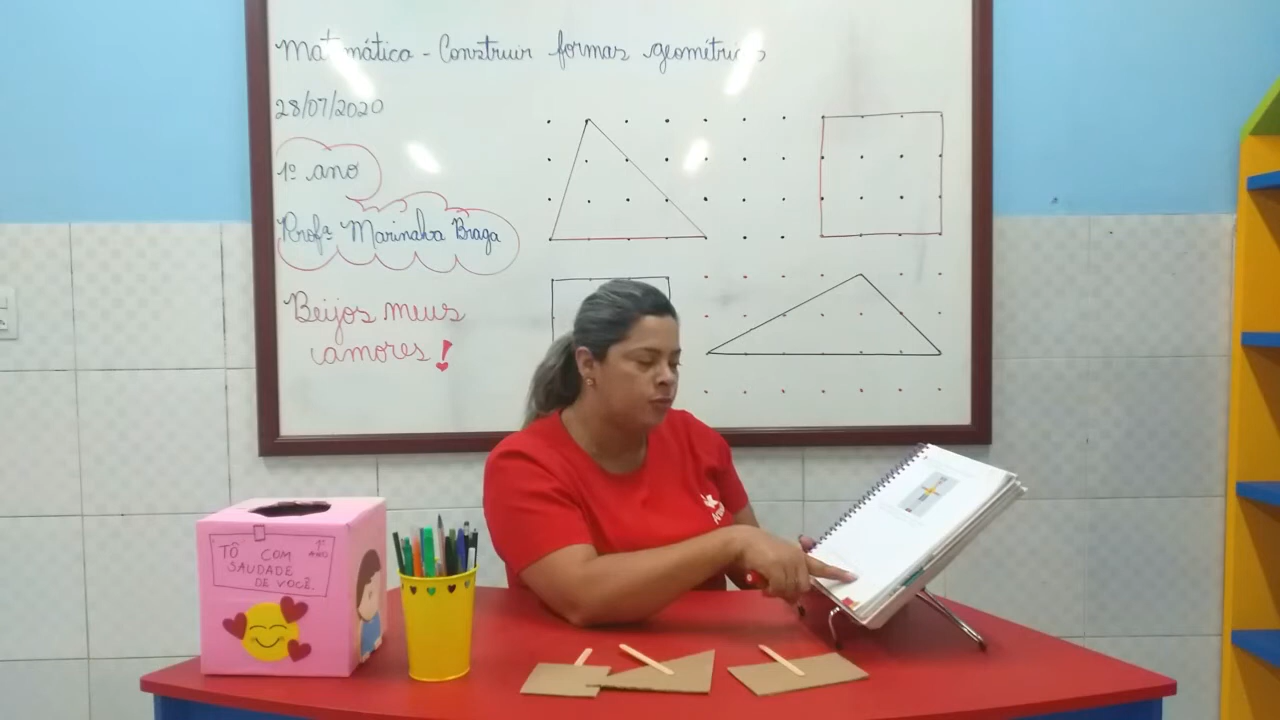 Matemática - Construir formas geométricas
28/07/2020
1º ano
Profª Marinalva Braga
Beijos meus
amores!
TÔ COM
SAUDADE
DE VOCÊ.
1º
ANO